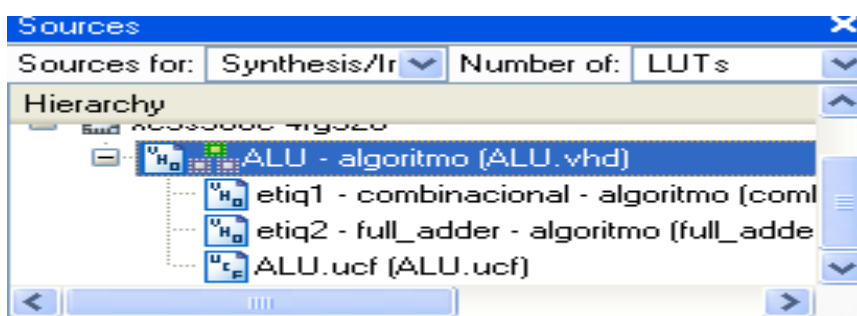 Sources
Sources for: Synthesis/Ir Number of: LUTs
Hierarchy
ALU - algoritmo (ALU.vhd)
etiq1 - combinacional - algoritmo (coml
etiq2 - full_adder - algoritmo (full_adde
ALU.ucf (ALU.ucf)